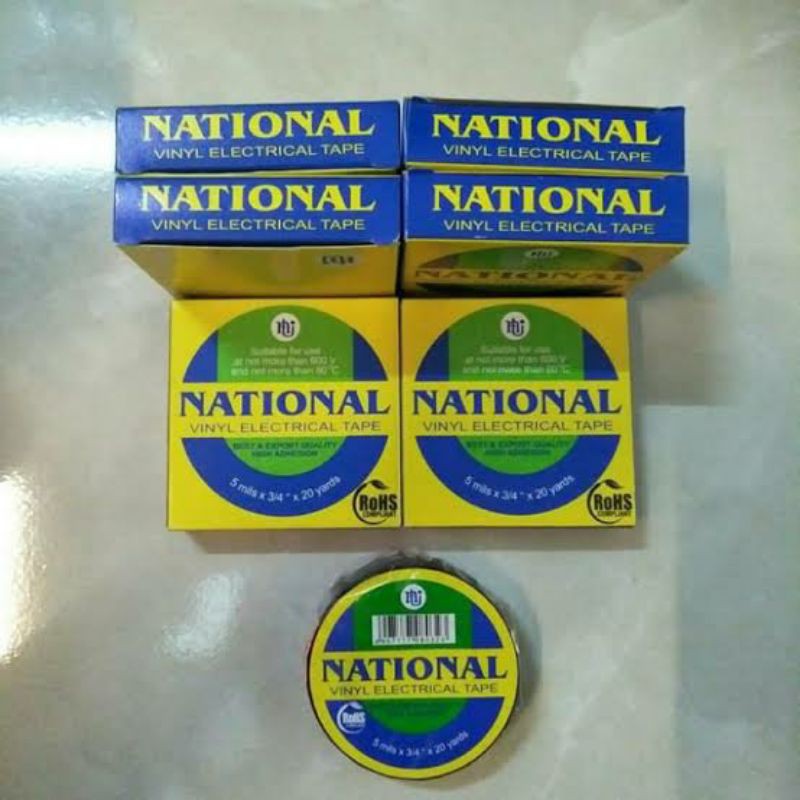 NATIONAL
VINYL ELECTRICAL TAPE
NATIONAL
VINYL ELECTRICAL TAPE
NATIONAL
VINYL ELECTRICAL TAPE
NATIONAL
VINYL ELECTRICAL TAPE
NATIONAL
Suitable for use
at not more than 600 V
and not more than 80 °C
NATIONAL
VINYL ELECTRICAL TAPE
BEST & EXPORT QUALITY
HIGH ADHESION
5 mils x 3/4 " x 20 yards
RoHS
COMPLIANT
Suitable for use
at not more than 600 V
and not more than 80 °C
NATIONAL
VINYL ELECTRICAL TAPE
BEST & EXPORT QUALITY
HIGH ADHESION
5 mils x 3/4 " x 20 yards
RoHS
COMPLIANT
NATIONAL
VINYL ELECTRICAL TAPE
RoHS
5 mils x 3/4 " x 20 yards